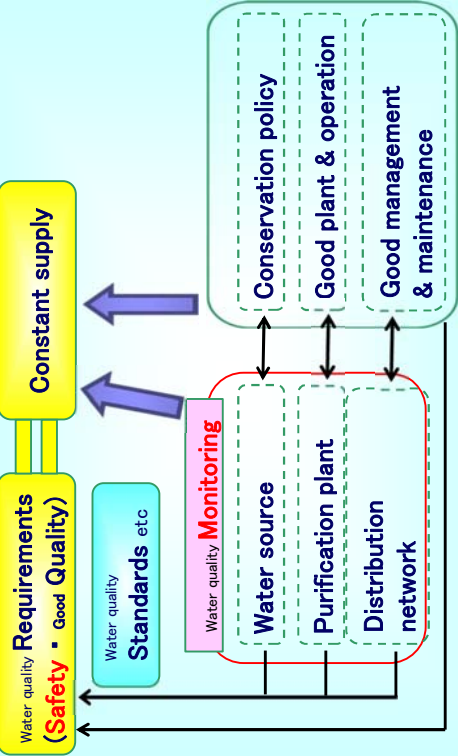 Water quality Requirements
(Safety・Good Quality)
Constant supply
Water quality
Standards etc
Water quality Monitoring
Water source
Purification plant
Distribution
network
Conservation policy
Good plant & operation
Good management
& maintenance